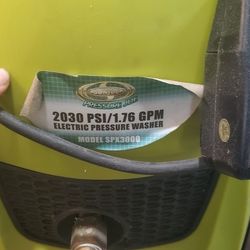 PRESSURE JOE
2030 PSI/1.76 GPM
ELECTRIC PRESSURE WASHER
MODEL SPX3000